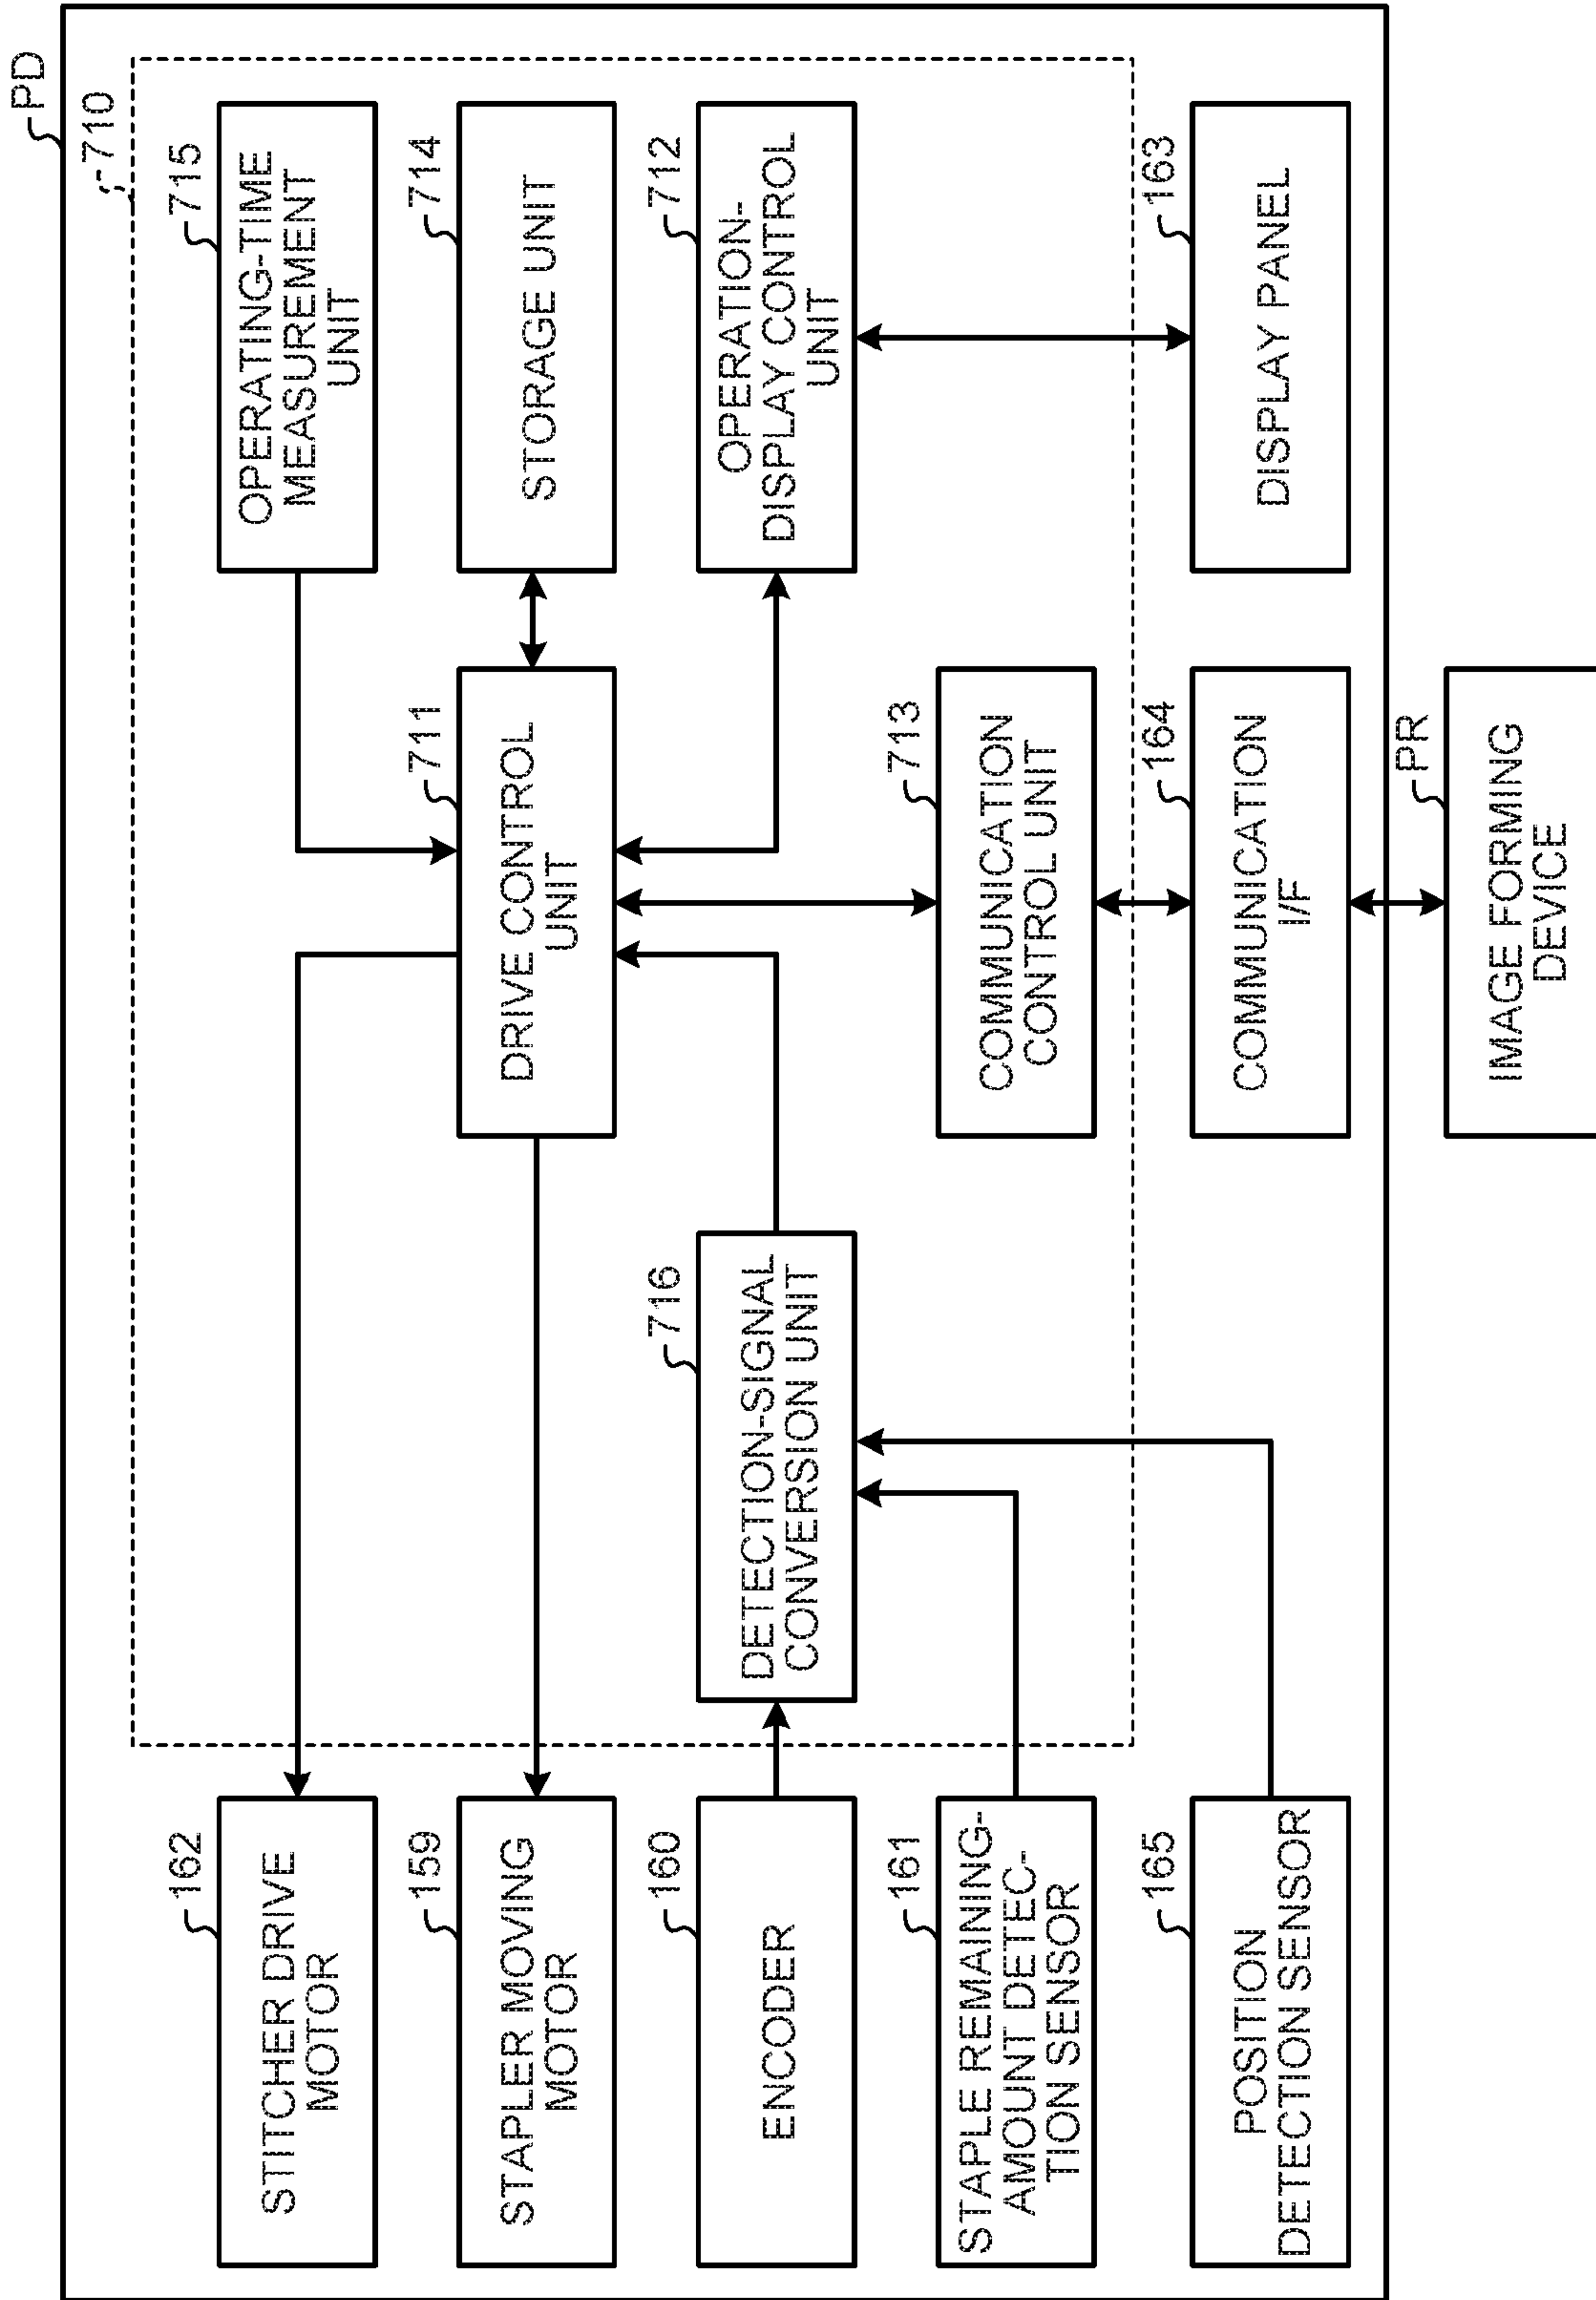 PD
710
162
STITCHER DRIVE
MOTOR
715
OPERATING-TIME
MEASUREMENT
UNIT
159
STAPLER MOVING
MOTOR
711
DRIVE CONTROL
UNIT
714
STORAGE UNIT
160
ENCODER
716
DETECTION-SIGNAL
CONVERSION UNIT
712
OPERATION-
DISPLAY CONTROL
UNIT
161
STAPLE REMAINING-
AMOUNT DETEC-
TION SENSOR
713
COMMUNICATION
CONTROL UNIT
165
POSITION
DETECTION SENSOR
164
COMMUNICATION
I/F
163
DISPLAY PANEL
PR
IMAGE FORMING
DEVICE